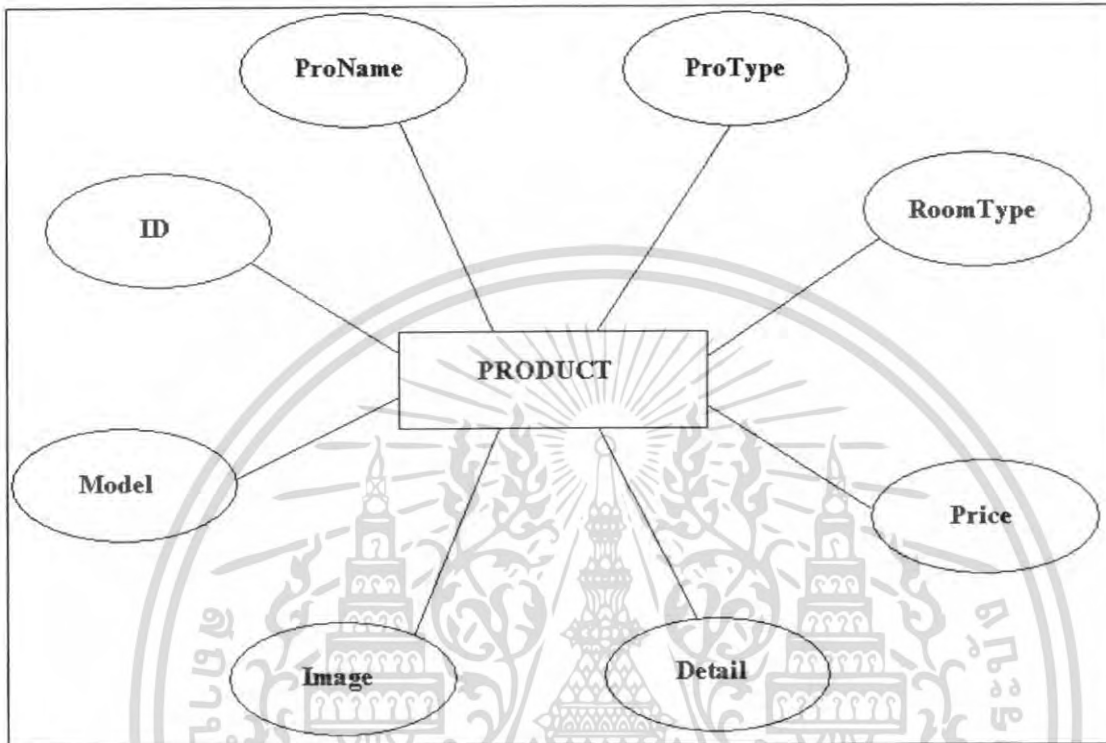 ProName
ProType
ID
RoomType
PRODUCT
Model
Price
Image
Detail